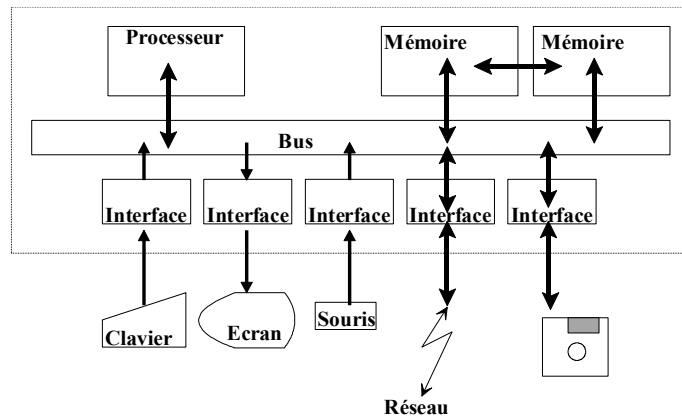 Processeur
Mémoire
Mémoire
Bus
Interface
Interface
Interface
Interface
Interface
Clavier
Ecran
Souris
Réseau